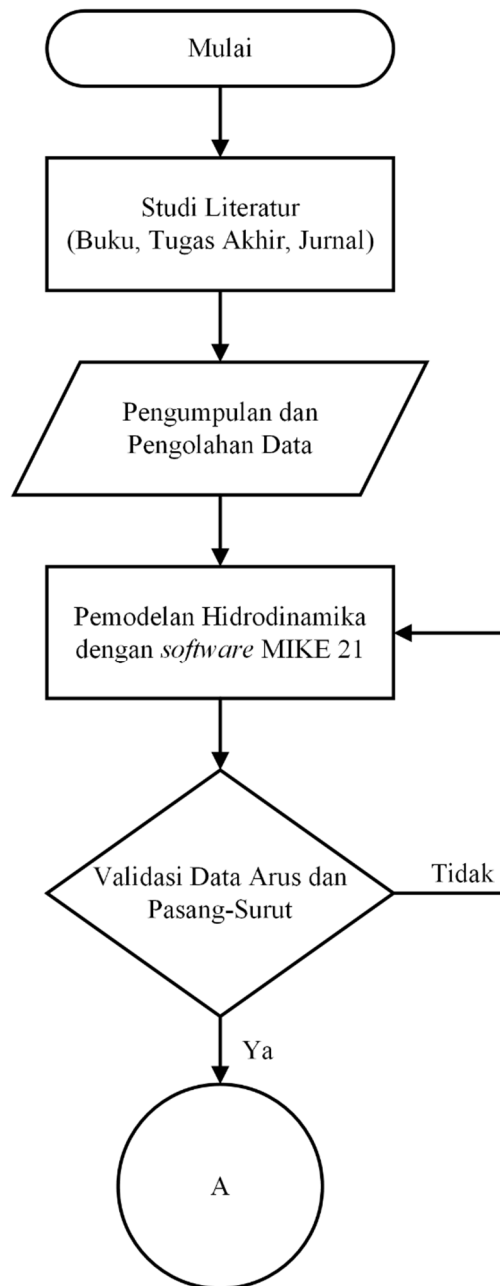 Mulai
Studi Literatur
(Buku, Tugas Akhir, Jurnal)
Pengumpulan dan
Pengolahan Data
Pemodelan Hidrodinamika
dengan software MIKE 21
Validasi Data Arus dan
Pasang-Surut
Tidak
Ya
A